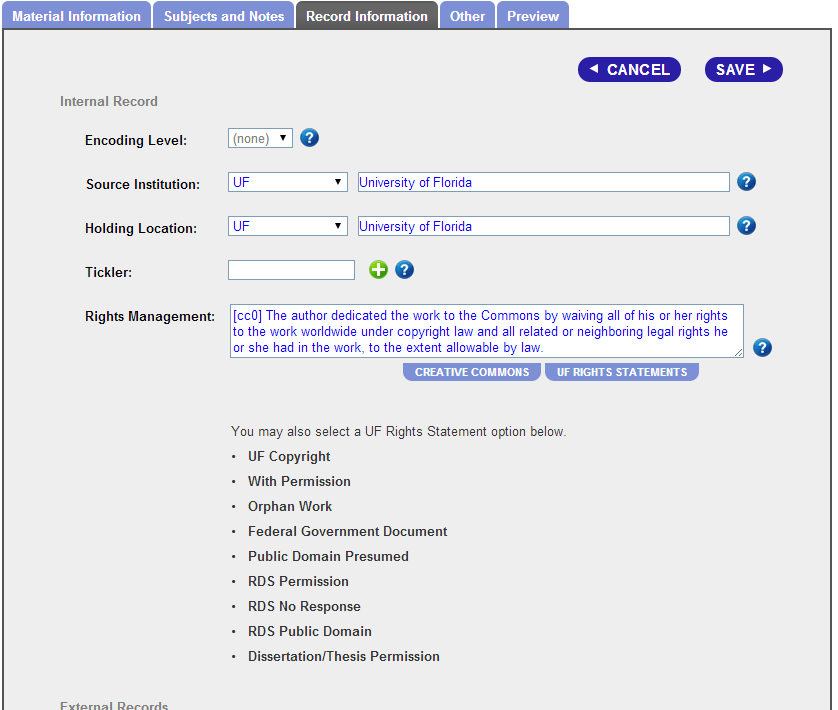 Material Information Subjects and Notes Record Information Other Preview
CANCEL SAVE
Internal Record
Encoding Level: (none)
Source Institution: UF University of Florida
Holding Location: UF University of Florida
Tickler:
Rights Management: [cc0] The author dedicated the work to the Commons by waiving all of his or her rights
to the work worldwide under copyright law and all related or neighboring legal rights he
or she had in the work, to the extent allowable by law.
CREATIVE COMMONS UF RIGHTS STATEMENTS
You may also select a UF Rights Statement option below.
• UF Copyright
• With Permission
• Orphan Work
• Federal Government Document
• Public Domain Presumed
• RDS Permission
• RDS No Response
• RDS Public Domain
• Dissertation/Thesis Permission
External Records